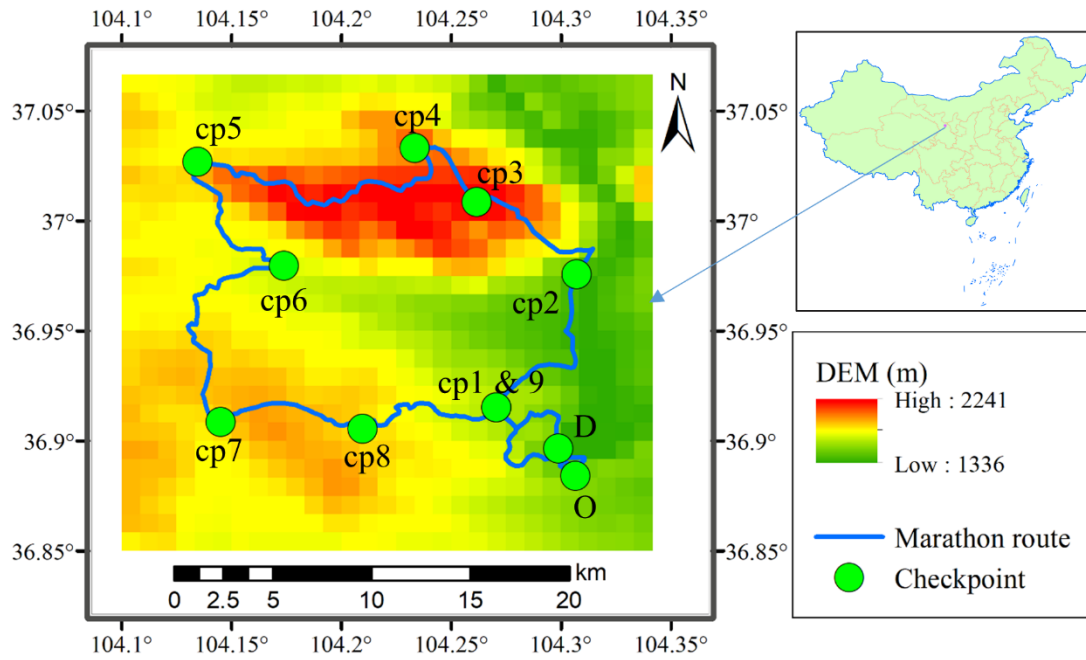 104.1° 104.15° 104.2° 104.25° 104.3° 104.35°
37.05°
37°
36.95°
36.9°
36.85°
N
cp4
cp5
cp3
cp6
cp2
cp1 & 9
D
cp7
cp8
O
km
0 2.5 5 10 15 20
104.1° 104.15° 104.2° 104.25° 104.3° 104.35°
37.05°
37°
36.95°
36.9°
36.85°
DEM (m)
High : 2241
Low : 1336
Marathon route
Checkpoint